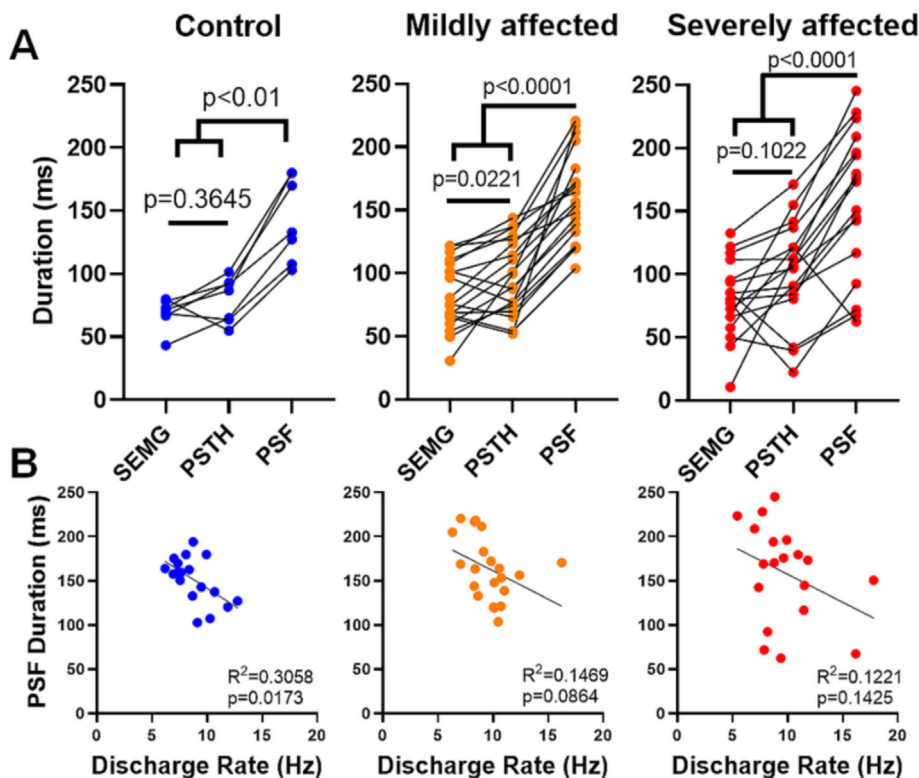 A
Control
Mildly affected
Severely affected
Duration (ms)
250
200
150
100
50
0
p<0.01
p=0.3645
SEMG
PSTH
PSF
250
200
150
100
50
0
p<0.0001
p=0.0221
SEMG
PSTH
PSF
250
200
150
100
50
0
p<0.0001
p=0.1022
SEMG
PSTH
PSF
B
PSF Duration (ms)
250
200
150
100
50
0
R²=0.3058
p=0.0173
0 5 10 15 20
Discharge Rate (Hz)
250
200
150
100
50
0
R²=0.1469
p=0.0864
0 5 10 15 20
Discharge Rate (Hz)
250
200
150
100
50
0
R²=0.1221
p=0.1425
0 5 10 15 20
Discharge Rate (Hz)